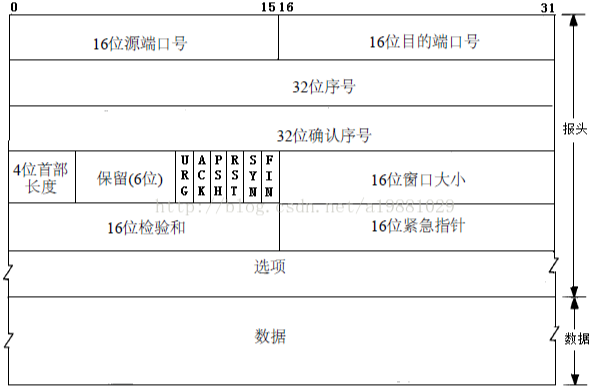 0 15 16 31
16位源端口号 16位目的端口号
32位序号
32位确认序号
报头
4位首部长度 保留(6位) URG ACK PSH RST SYN FIN 16位窗口大小
http://blog.csdn.net/a19881029
16位检验和 16位紧急指针
选项
数据 数据